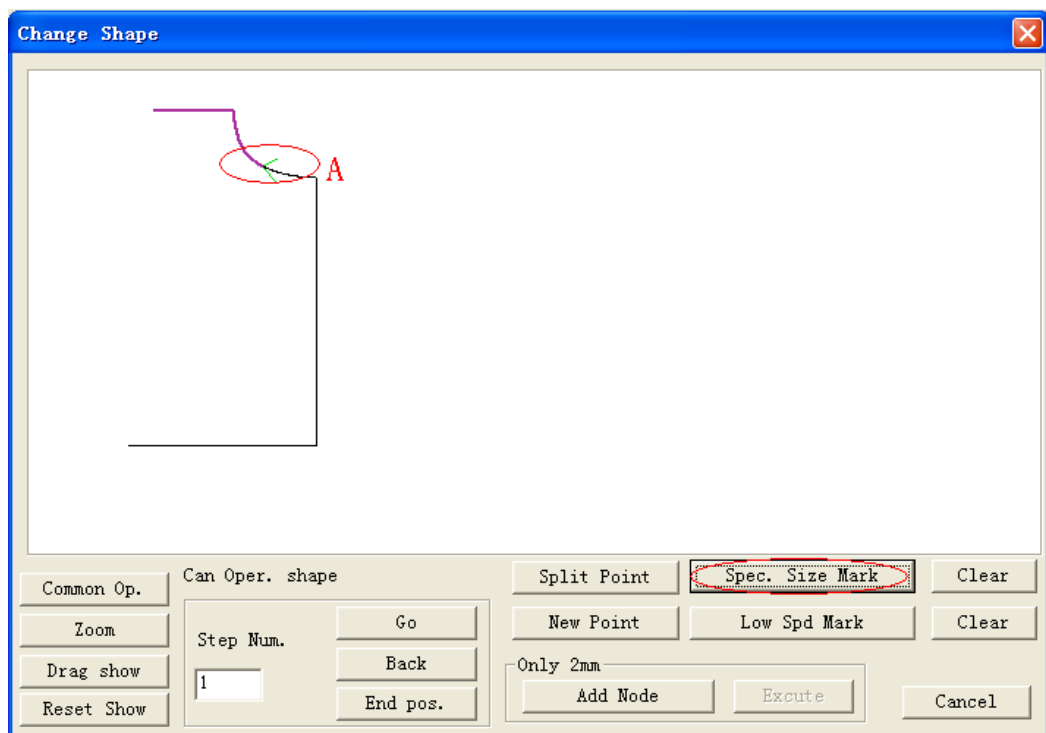 Change Shape
A
Common Op.
Zoom
Drag show
Reset Show
Can Oper. shape
Step Num.
1
Go
Back
End pos.
Split Point
Spec. Size Mark
Clear
New Point
Low Spd Mark
Clear
Only 2mm
Add Node
Excute
Cancel